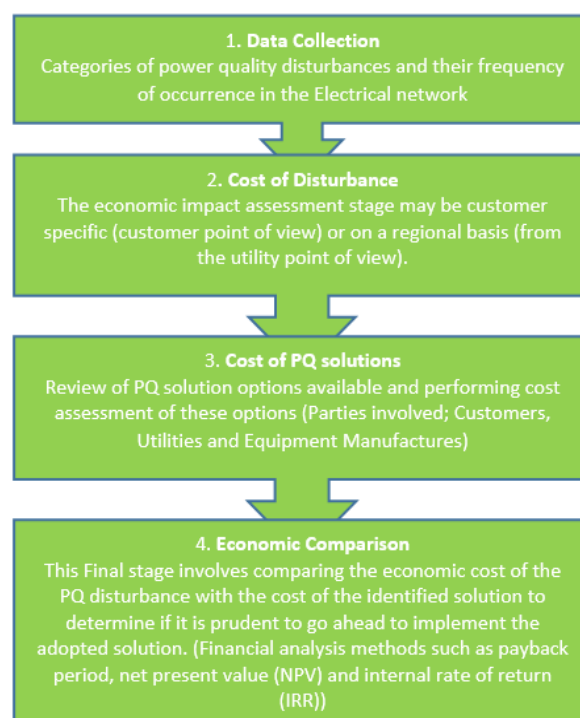 1. Data Collection
Categories of power quality disturbances and their frequency
of occurrence in the Electrical network
2. Cost of Disturbance
The economic impact assessment stage may be customer
specific (customer point of view) or on a regional basis (from
the utility point of view).
3. Cost of PQ solutions
Review of PQ solution options available and performing cost
assessment of these options (Parties involved; Customers,
Utilities and Equipment Manufactures)
4. Economic Comparison
This Final stage involves comparing the economic cost of the
PQ disturbance with the cost of the identified solution to
determine if it is prudent to go ahead to implement the
adopted solution. (Financial analysis methods such as payback
period, net present value (NPV) and internal rate of return
(IRR))